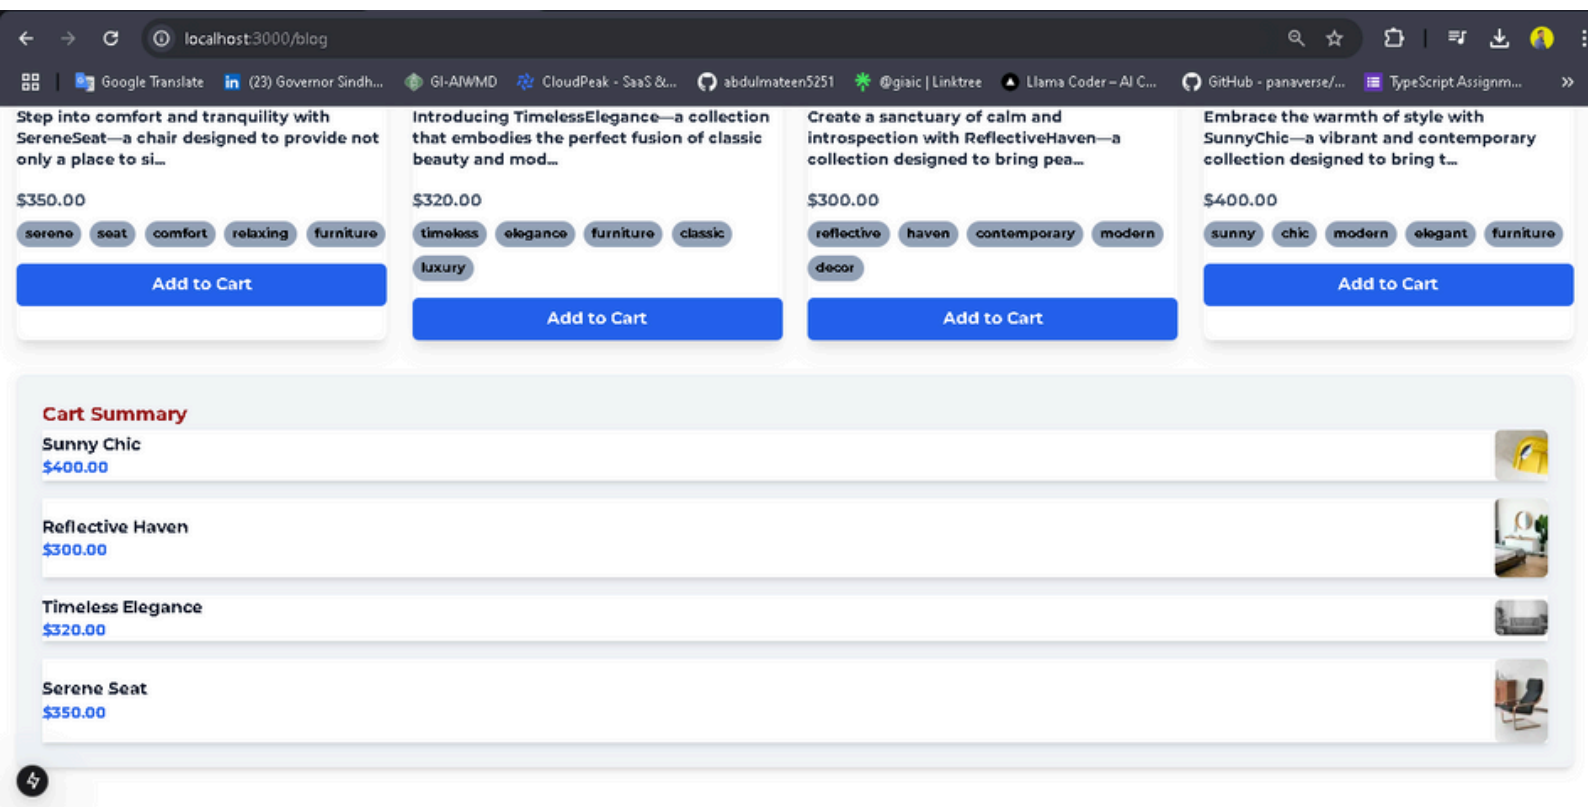 localhost:3000/blog
Google Translate (23) Governor Sindh... GI-AIWMD CloudPeak - SaaS &... abdulmateen5251 @giaic | Linktree Llama Coder – AI C... GitHub - panaverse/... TypeScript Assignm... »
Step into comfort and tranquility with
SereneSeat—a chair designed to provide not
only a place to si...
$350.00
serene seat comfort relaxing furniture
Add to Cart
Introducing TimelessElegance—a collection
that embodies the perfect fusion of classic
beauty and mod...
$320.00
timeless elegance furniture classic
luxury
Add to Cart
Create a sanctuary of calm and
introspection with ReflectiveHaven—a
collection designed to bring pea...
$300.00
reflective haven contemporary modern
decor
Add to Cart
Embrace the warmth of style with
SunnyChic—a vibrant and contemporary
collection designed to bring t...
$400.00
sunny chic modern elegant furniture
Add to Cart
Cart Summary
Sunny Chic
$400.00
Reflective Haven
$300.00
Timeless Elegance
$320.00
Serene Seat
$350.00